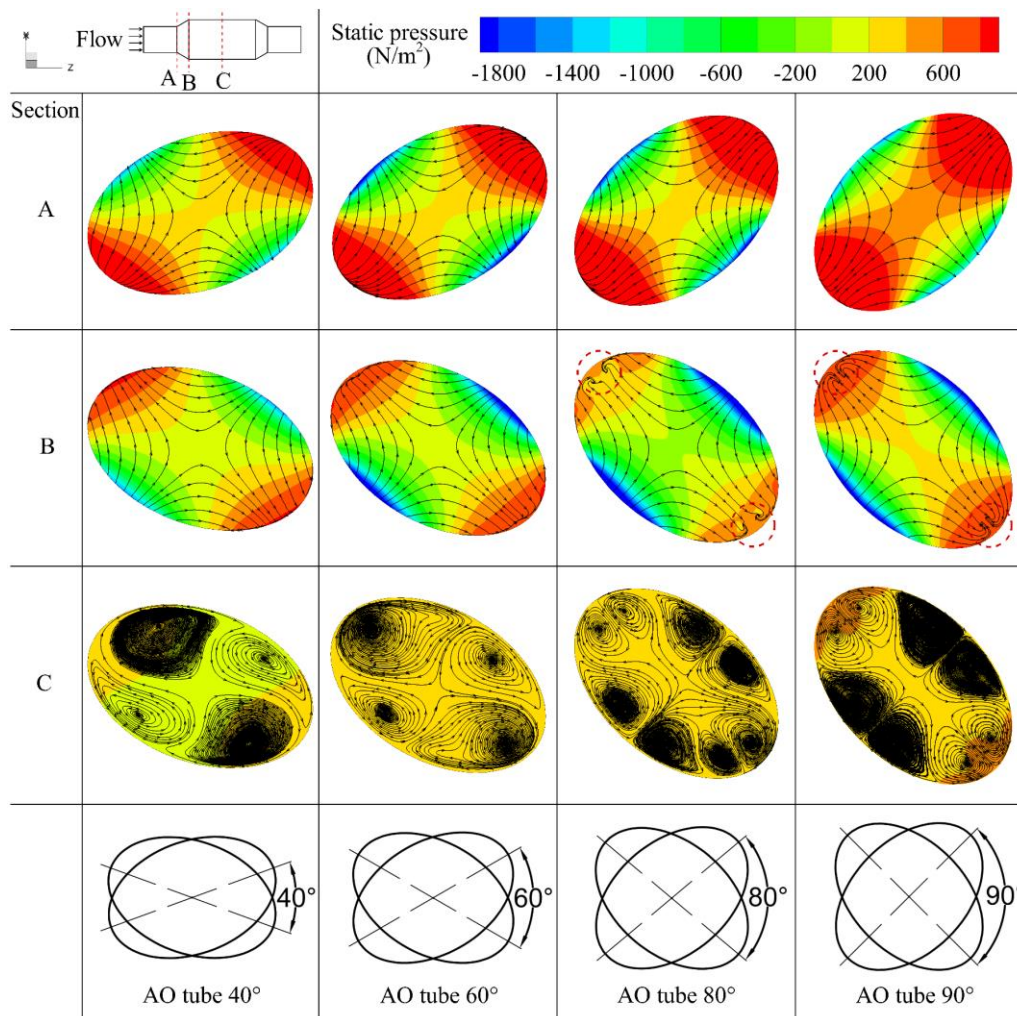 Flow
z
A B C
Static pressure
(N/m²)
-1800 -1400 -1000 -600 -200 200 600
Section
A
B
C
40°
60°
80°
90°
AO tube 40° AO tube 60° AO tube 80° AO tube 90°